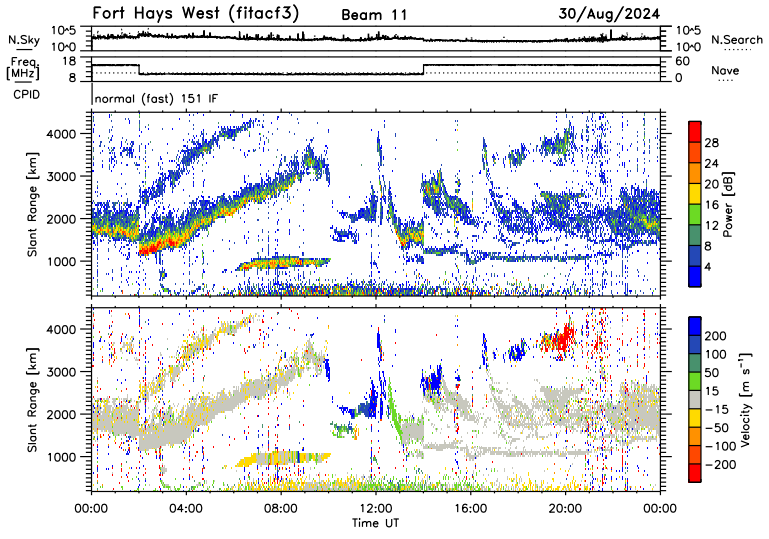 Fort Hays West (fitacf3) Beam 11 30/Aug/2024
N.Sky 10^5 10^0 10^5 10^0 N.Search
Freq. [MHz] 18 8 60 0 Nave
CPID normal (fast) 151 IF
Slant Range [km]
4000
3000
2000
1000
28
24
20
16
12
8
4
Power [dB]
Slant Range [km]
4000
3000
2000
1000
200
100
50
15
-15
-50
-100
-200
Velocity [m s⁻¹]
00:00 04:00 08:00 12:00 16:00 20:00 00:00
Time UT